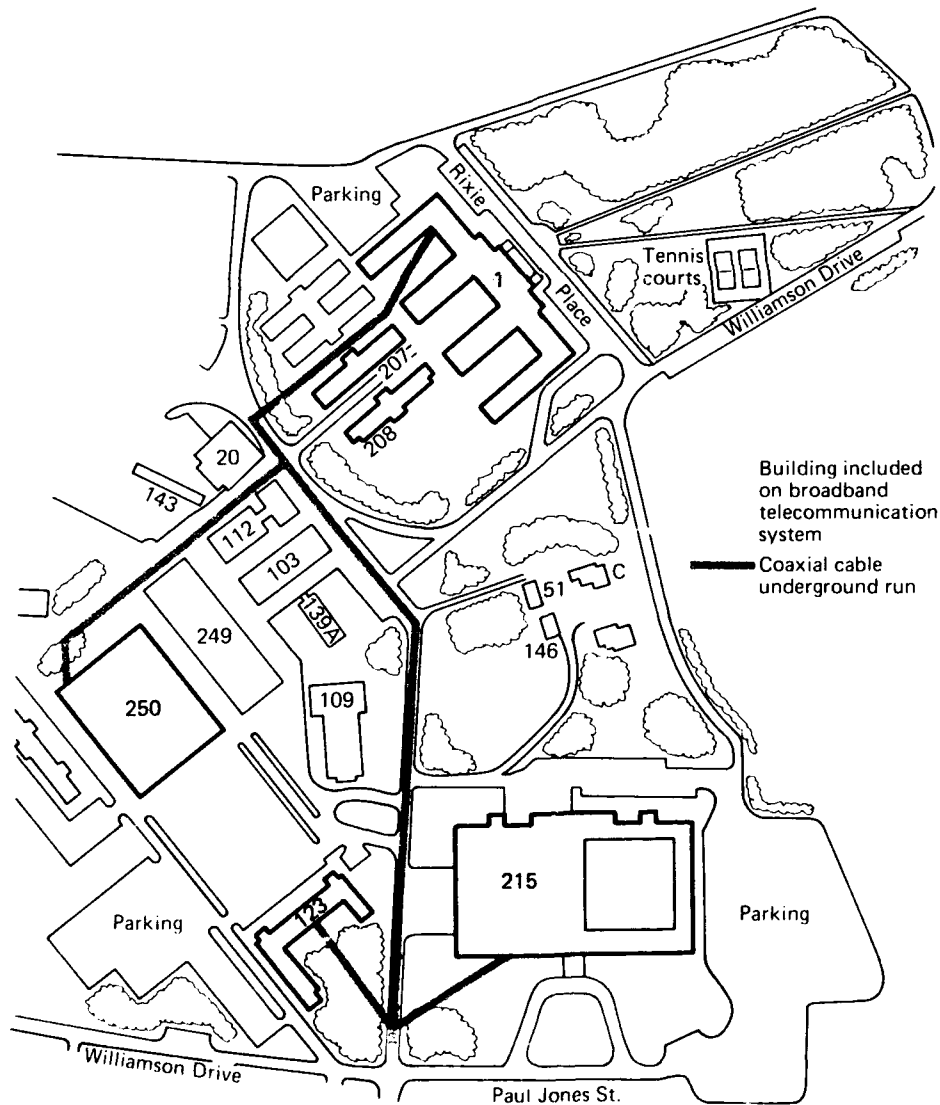 Parking
Rixie
Place
1
Tennis
courts
Williamson Drive
207
208
20
143
112
103
139A
249
250
109
51
C
146
Building included
on broadband
telecommunication
system
Coaxial cable
underground run
215
123
Parking
Parking
Williamson Drive
Paul Jones St.